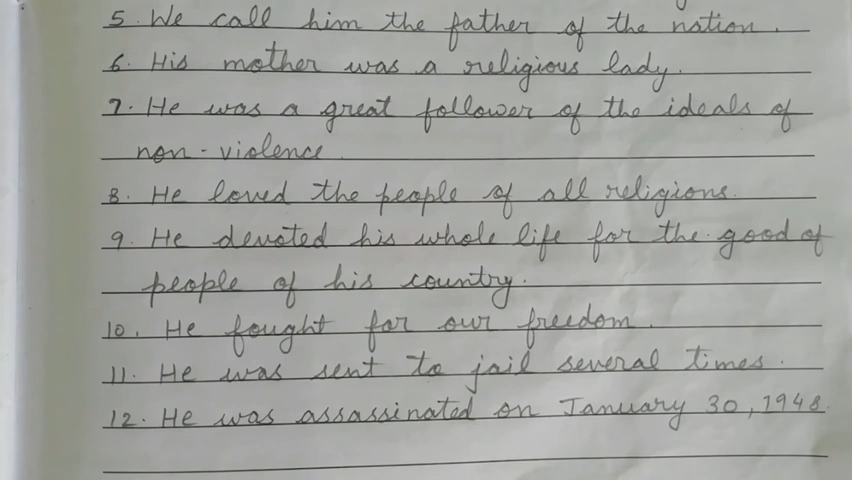 5. We call him the father of the nation.
6. His mother was a religious lady.
7. He was a great follower of the ideals of
non-violence.
8. He loved the people of all religions.
9. He devoted his whole life for the good of
people of his country.
10. He fought for our freedom.
11. He was sent to jail several times.
12. He was assassinated on January 30, 1948.